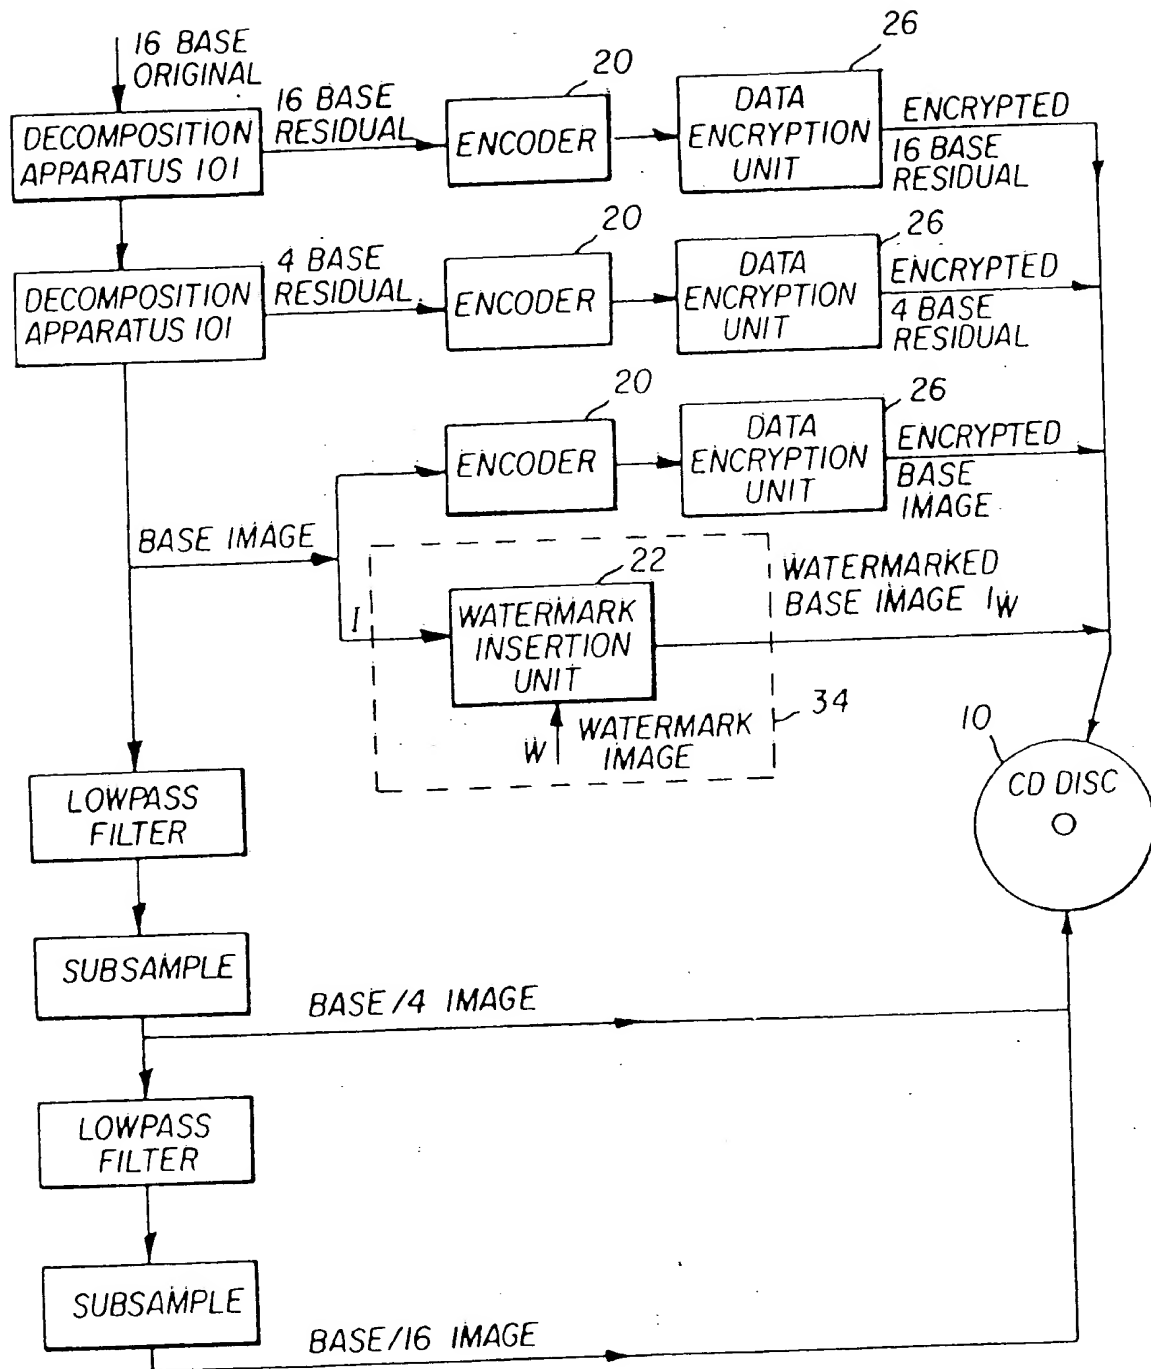 16 BASE
ORIGINAL
DECOMPOSITION
APPARATUS 101
16 BASE
RESIDUAL
20
ENCODER
26
DATA
ENCRYPTION
UNIT
ENCRYPTED
16 BASE
RESIDUAL
DECOMPOSITION
APPARATUS 101
4 BASE
RESIDUAL
20
ENCODER
26
DATA
ENCRYPTION
UNIT
ENCRYPTED
4 BASE
RESIDUAL
20
ENCODER
26
DATA
ENCRYPTION
UNIT
ENCRYPTED
BASE
IMAGE
BASE IMAGE
I
22
WATERMARK
INSERTION
UNIT
WATERMARKED
BASE IMAGE IW
W
WATERMARK
IMAGE
34
10
CD DISC
LOWPASS
FILTER
SUBSAMPLE
BASE/4 IMAGE
LOWPASS
FILTER
SUBSAMPLE
BASE/16 IMAGE